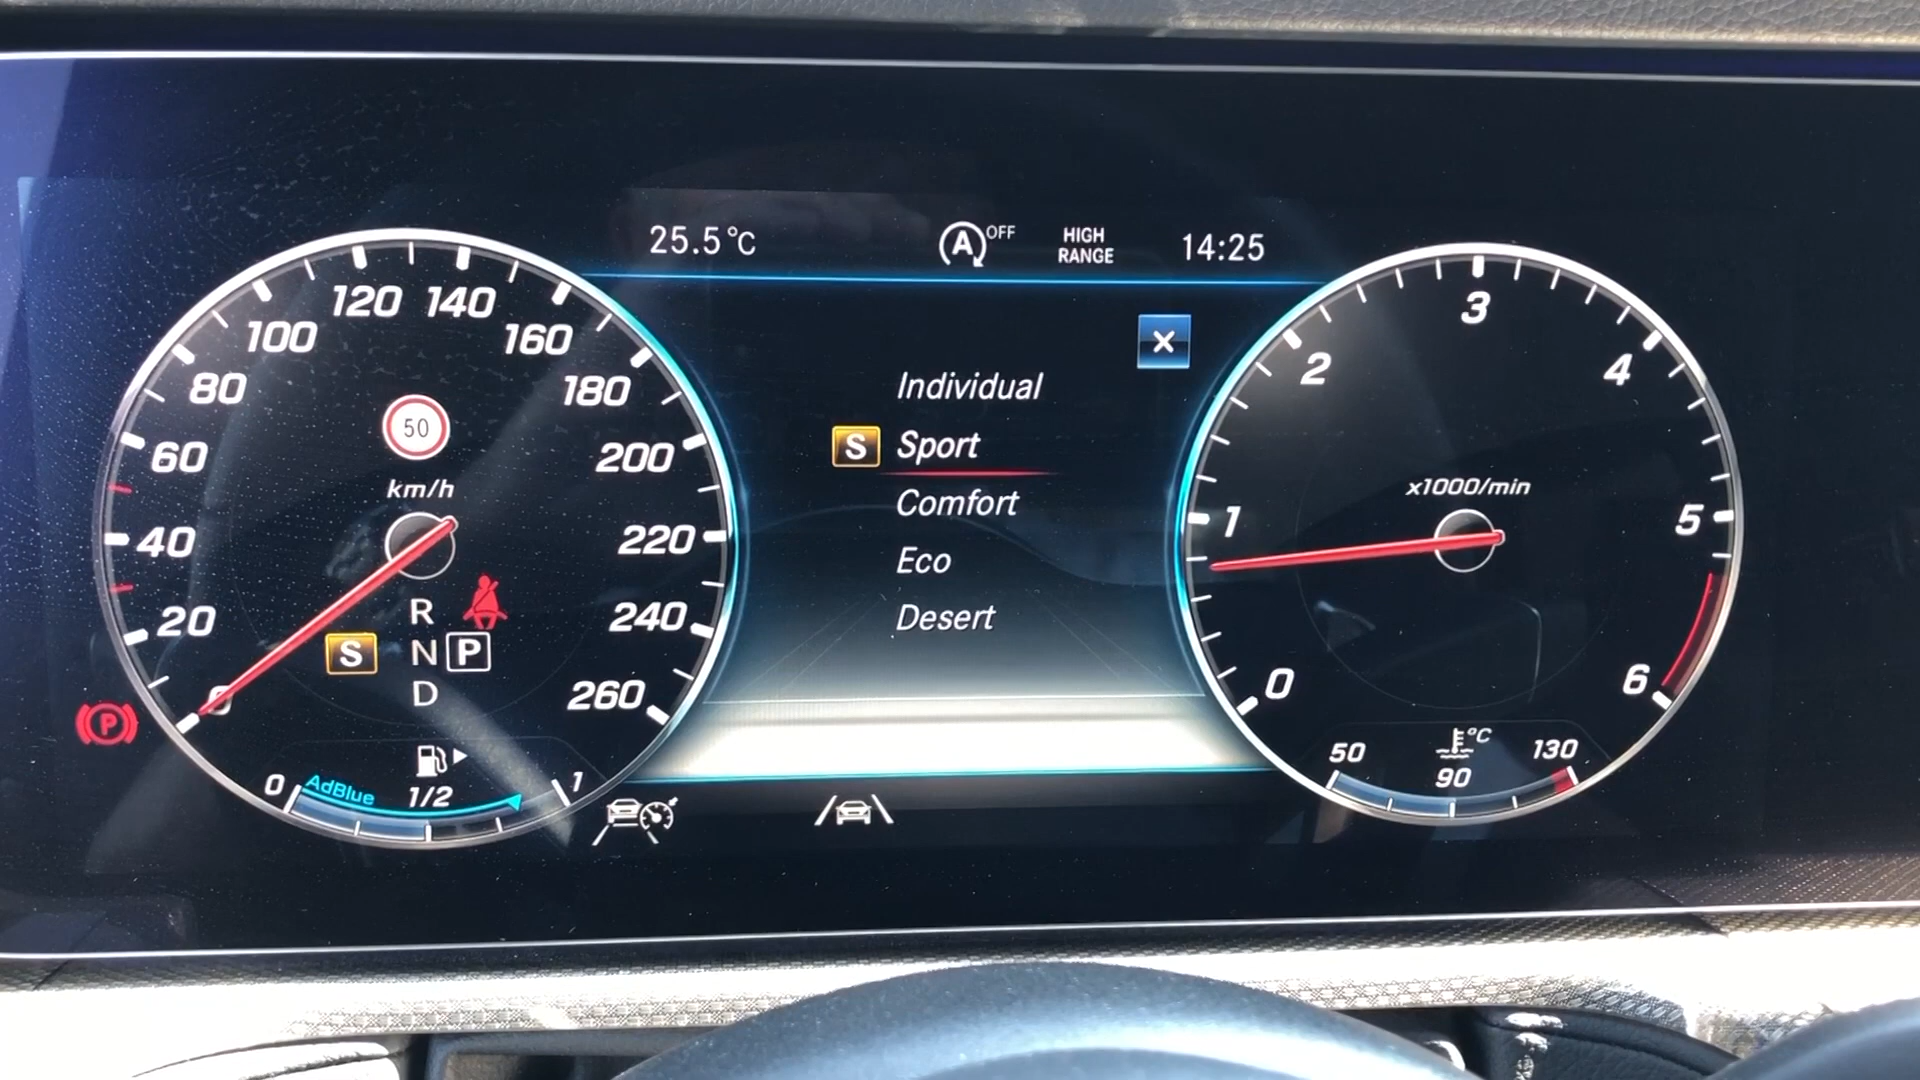 25.5°C
A OFF
HIGH
RANGE
14:25
0
20
40
60
80
100
120
140
160
180
200
220
240
260
50
km/h
R
N
D
S
P
P
0
AdBlue
1/2
1
Individual
S Sport
Comfort
Eco
Desert
0
1
2
3
4
5
6
x1000/min
°C
50
90
130